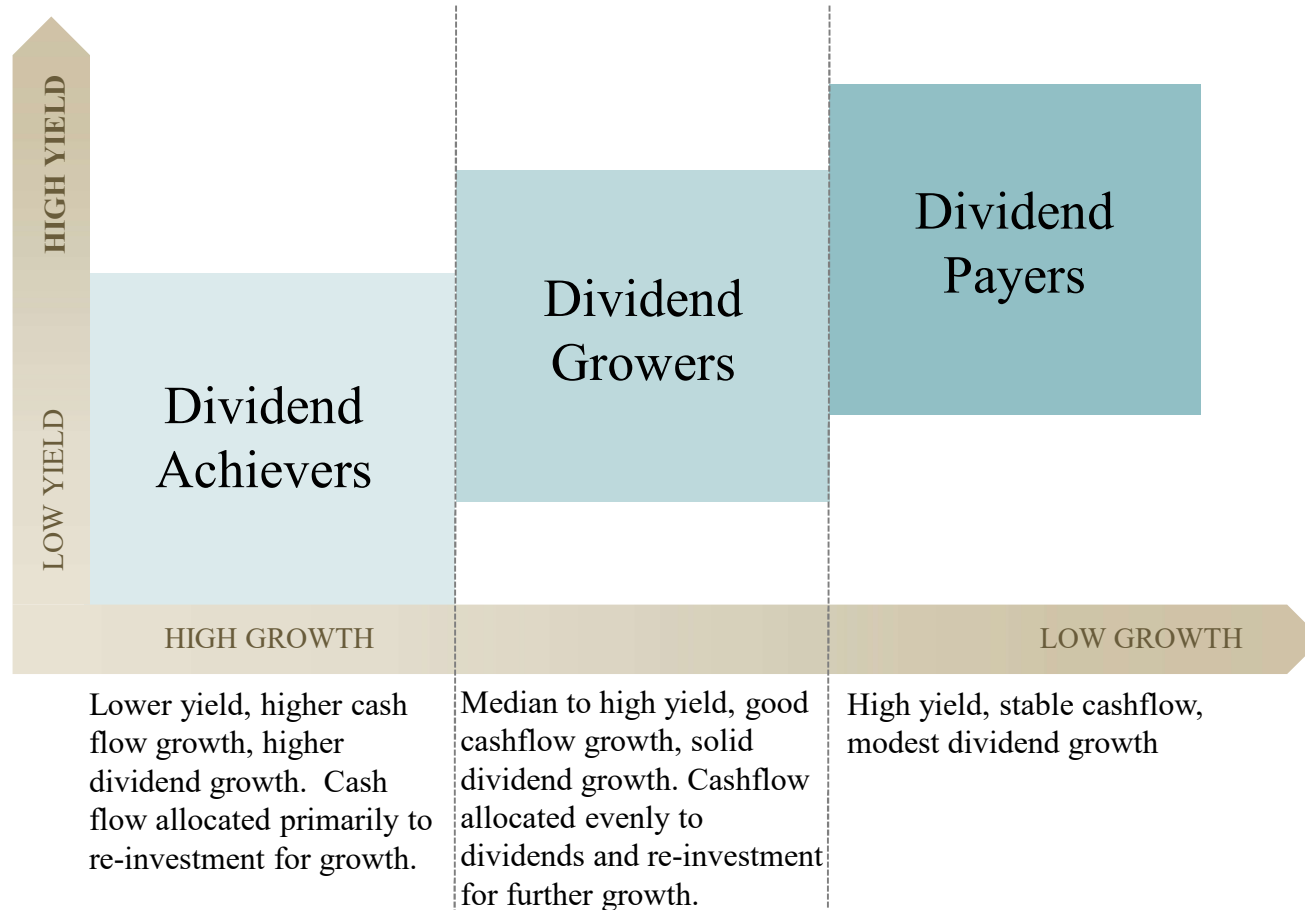 HIGH YIELD
LOW YIELD
Dividend
Achievers
Dividend
Growers
Dividend
Payers
HIGH GROWTH
LOW GROWTH
Lower yield, higher cash
flow growth, higher
dividend growth.  Cash
flow allocated primarily to
re-investment for growth.
Median to high yield, good
cashflow growth, solid
dividend growth. Cashflow
allocated evenly to
dividends and re-investment
for further growth.
High yield, stable cashflow,
modest dividend growth